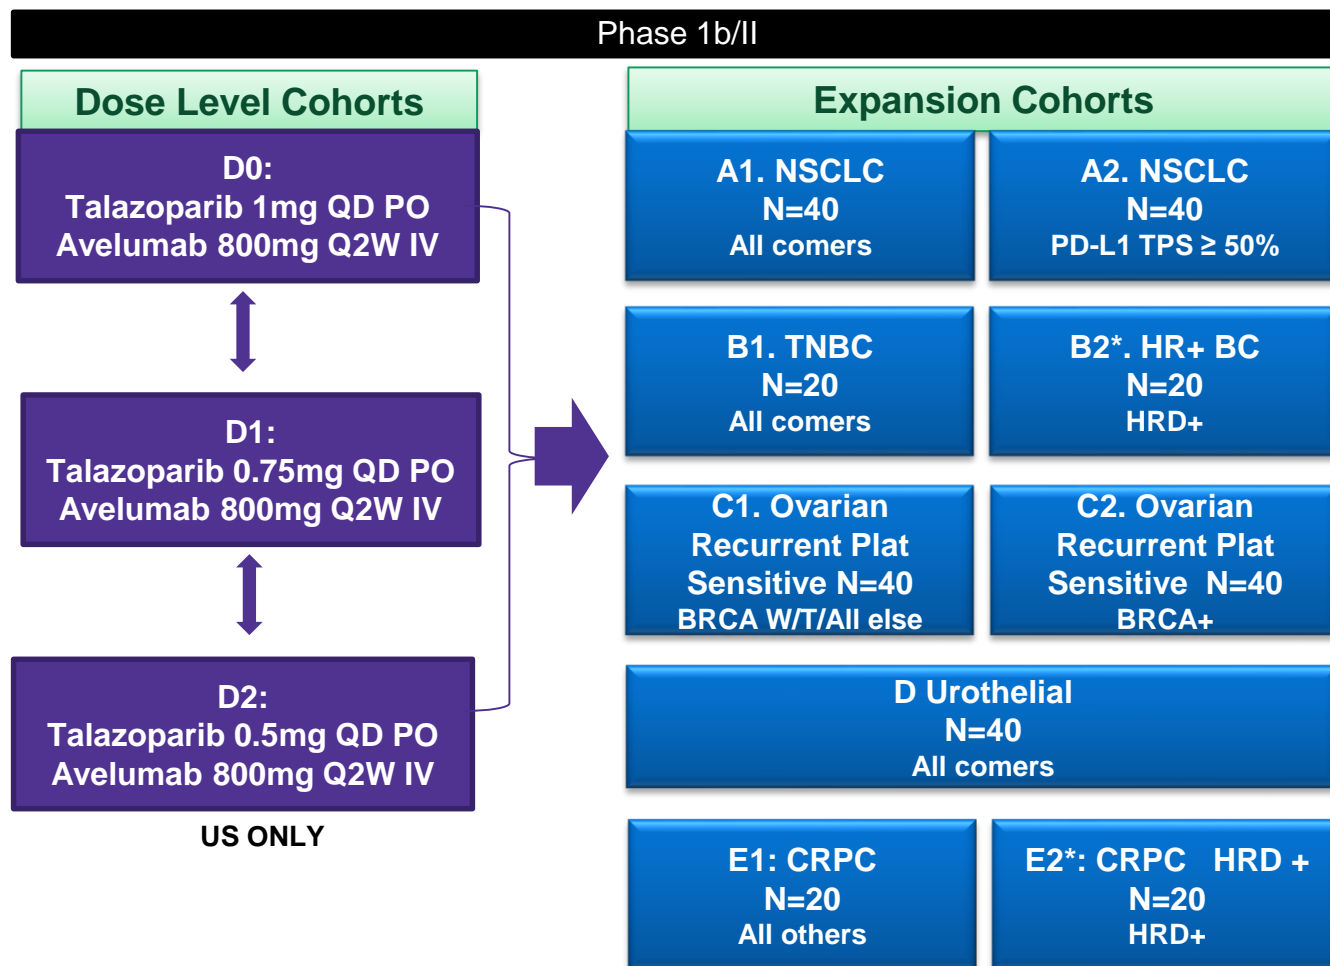 Phase 1b/II
Dose Level Cohorts
D0:
Talazoparib 1mg QD PO
Avelumab 800mg Q2W IV
D1:
Talazoparib 0.75mg QD PO
Avelumab 800mg Q2W IV
D2:
Talazoparib 0.5mg QD PO
Avelumab 800mg Q2W IV
US ONLY
Expansion Cohorts
A1. NSCLC
N=40
All comers
A2. NSCLC
N=40
PD-L1 TPS ≥ 50%
B1. TNBC
N=20
All comers
B2*. HR+ BC
N=20
HRD+
C1. Ovarian
Recurrent Plat
Sensitive N=40
BRCA W/T/All else
C2. Ovarian
Recurrent Plat
Sensitive N=40
BRCA+
D Urothelial
N=40
All comers
E1: CRPC
N=20
All others
E2*: CRPC HRD +
N=20
HRD+